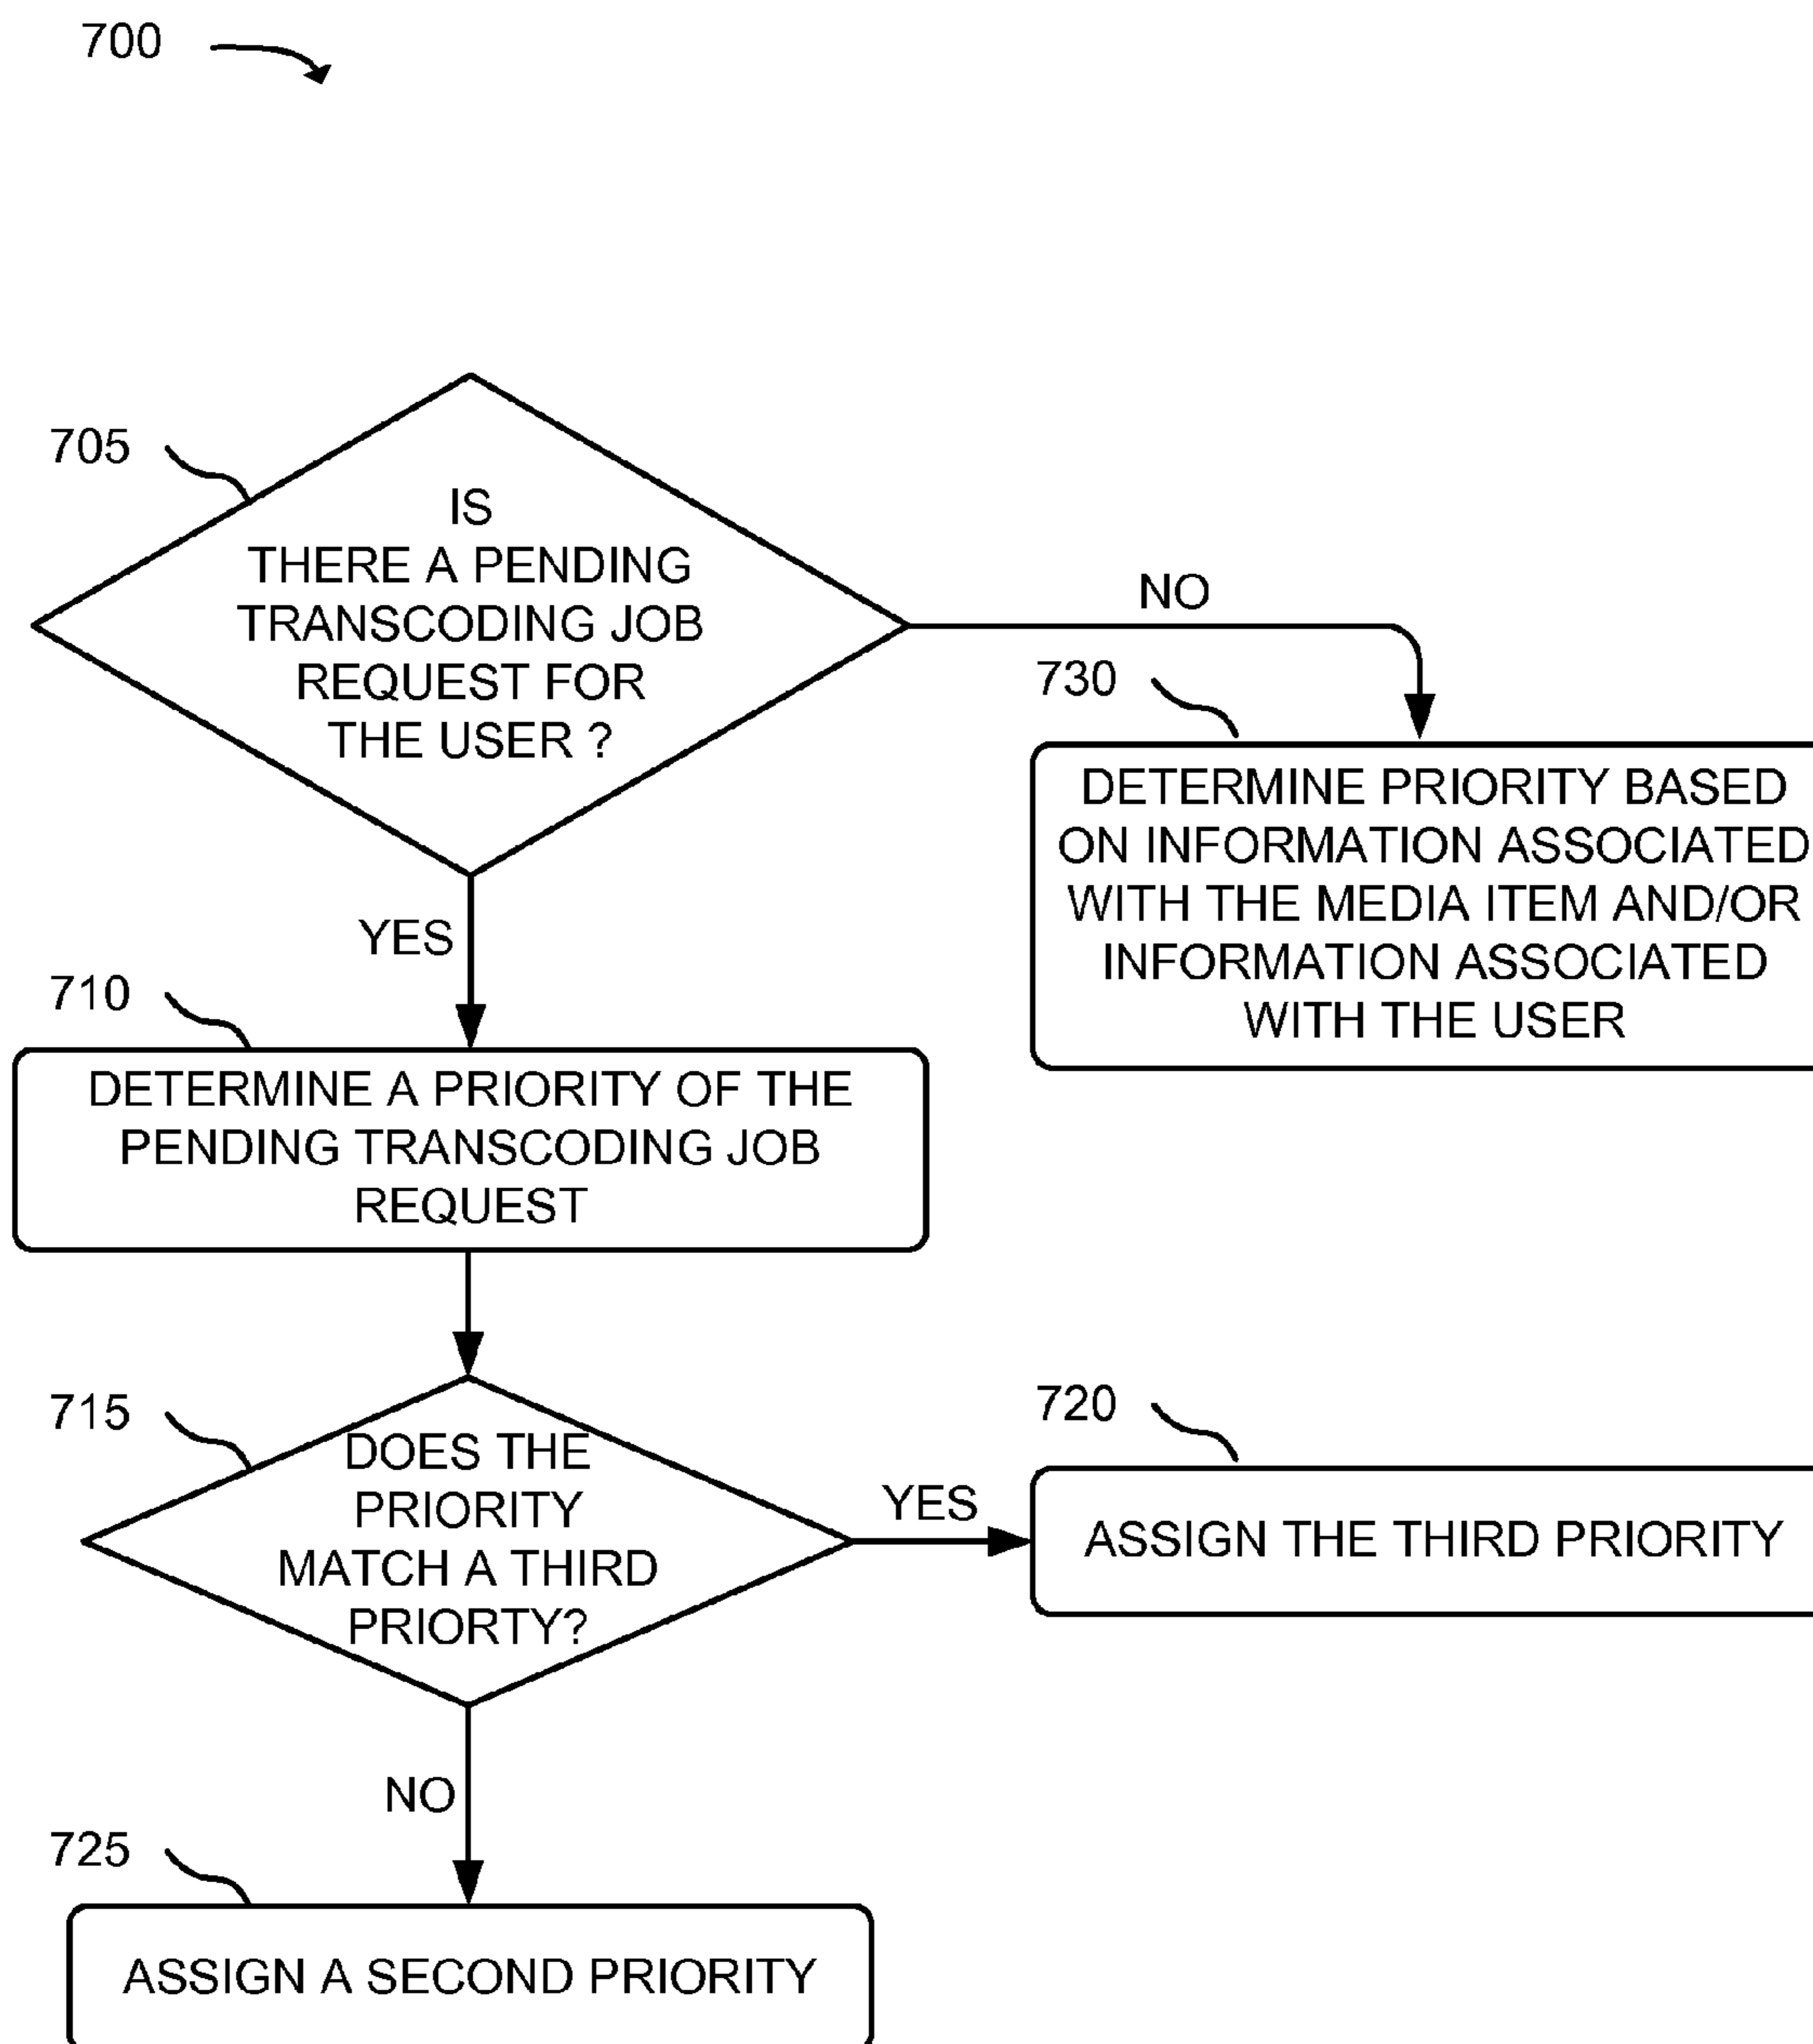 700
705
IS
THERE A PENDING
TRANSCODING JOB
REQUEST FOR
THE USER ?
NO
730
DETERMINE PRIORITY BASED
ON INFORMATION ASSOCIATED
WITH THE MEDIA ITEM AND/OR
INFORMATION ASSOCIATED
WITH THE USER
YES
710
DETERMINE A PRIORITY OF THE
PENDING TRANSCODING JOB
REQUEST
715
DOES THE
PRIORITY
MATCH A THIRD
PRIORTY?
YES
720
ASSIGN THE THIRD PRIORITY
NO
725
ASSIGN A SECOND PRIORITY